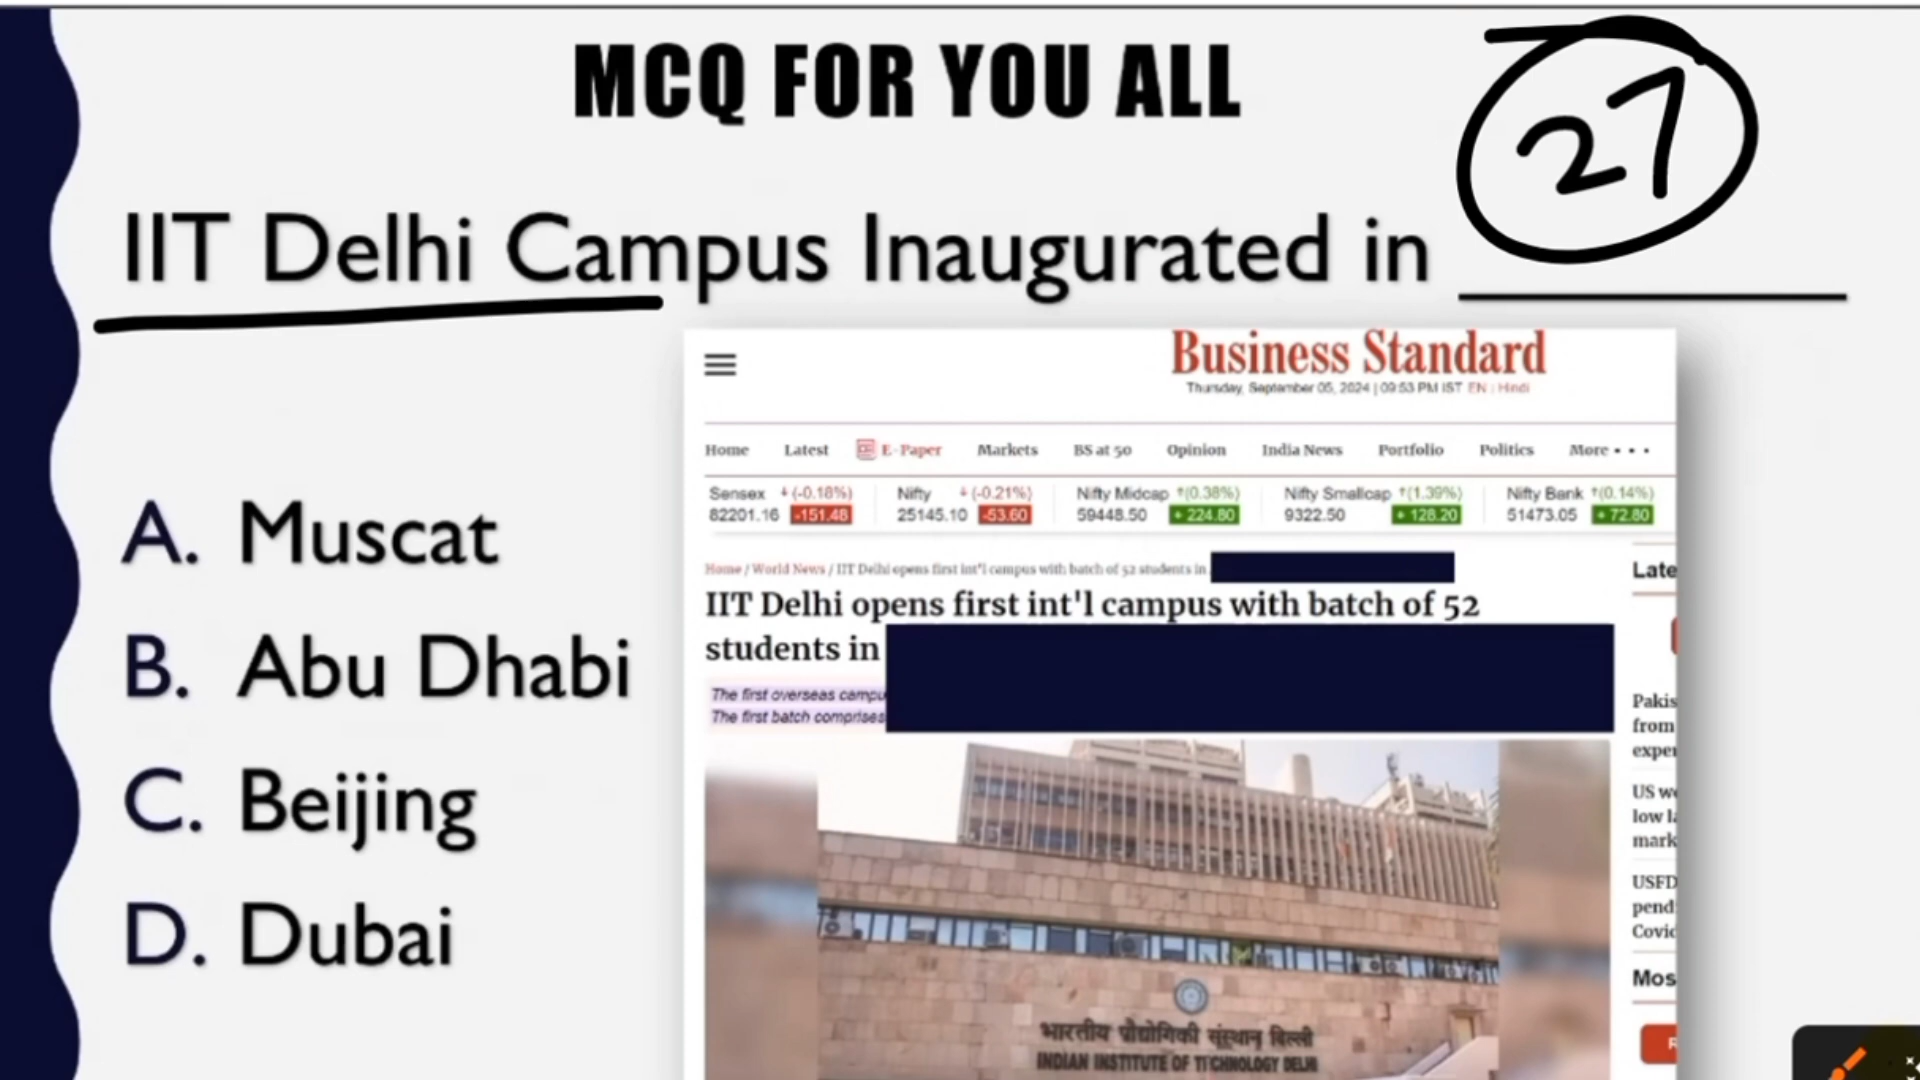 MCQ FOR YOU ALL
27
IIT Delhi Campus Inaugurated in
A. Muscat
B. Abu Dhabi
C. Beijing
D. Dubai
Business Standard
Thursday, September 05, 2024 | 09:53 PM IST EN : Hindi
Home Latest E-Paper Markets BS at 50 Opinion India News Portfolio Politics More
Sensex (-0.18%) Nifty (-0.21%) Nifty Midcap (0.38%) Nifty Smallcap (1.39%) Nifty Bank (0.14%)
82201.16 -151.48 25145.10 -53.60 59448.50 + 224.80 9322.50 + 128.20 51473.05 + 72.80
Home / World News / IIT Delhi opens first int'l campus with batch of 52 students in
IIT Delhi opens first int'l campus with batch of 52
students in
The first overseas campu
The first batch comprises
भारतीय प्रौद्योगिकी संस्थान दिल्ली
INDIAN INSTITUTE OF TECHNOLOGY DELHI
Late
Pakis
from
exper
US we
low la
mark
USFD
pend
Covid
Mos
R